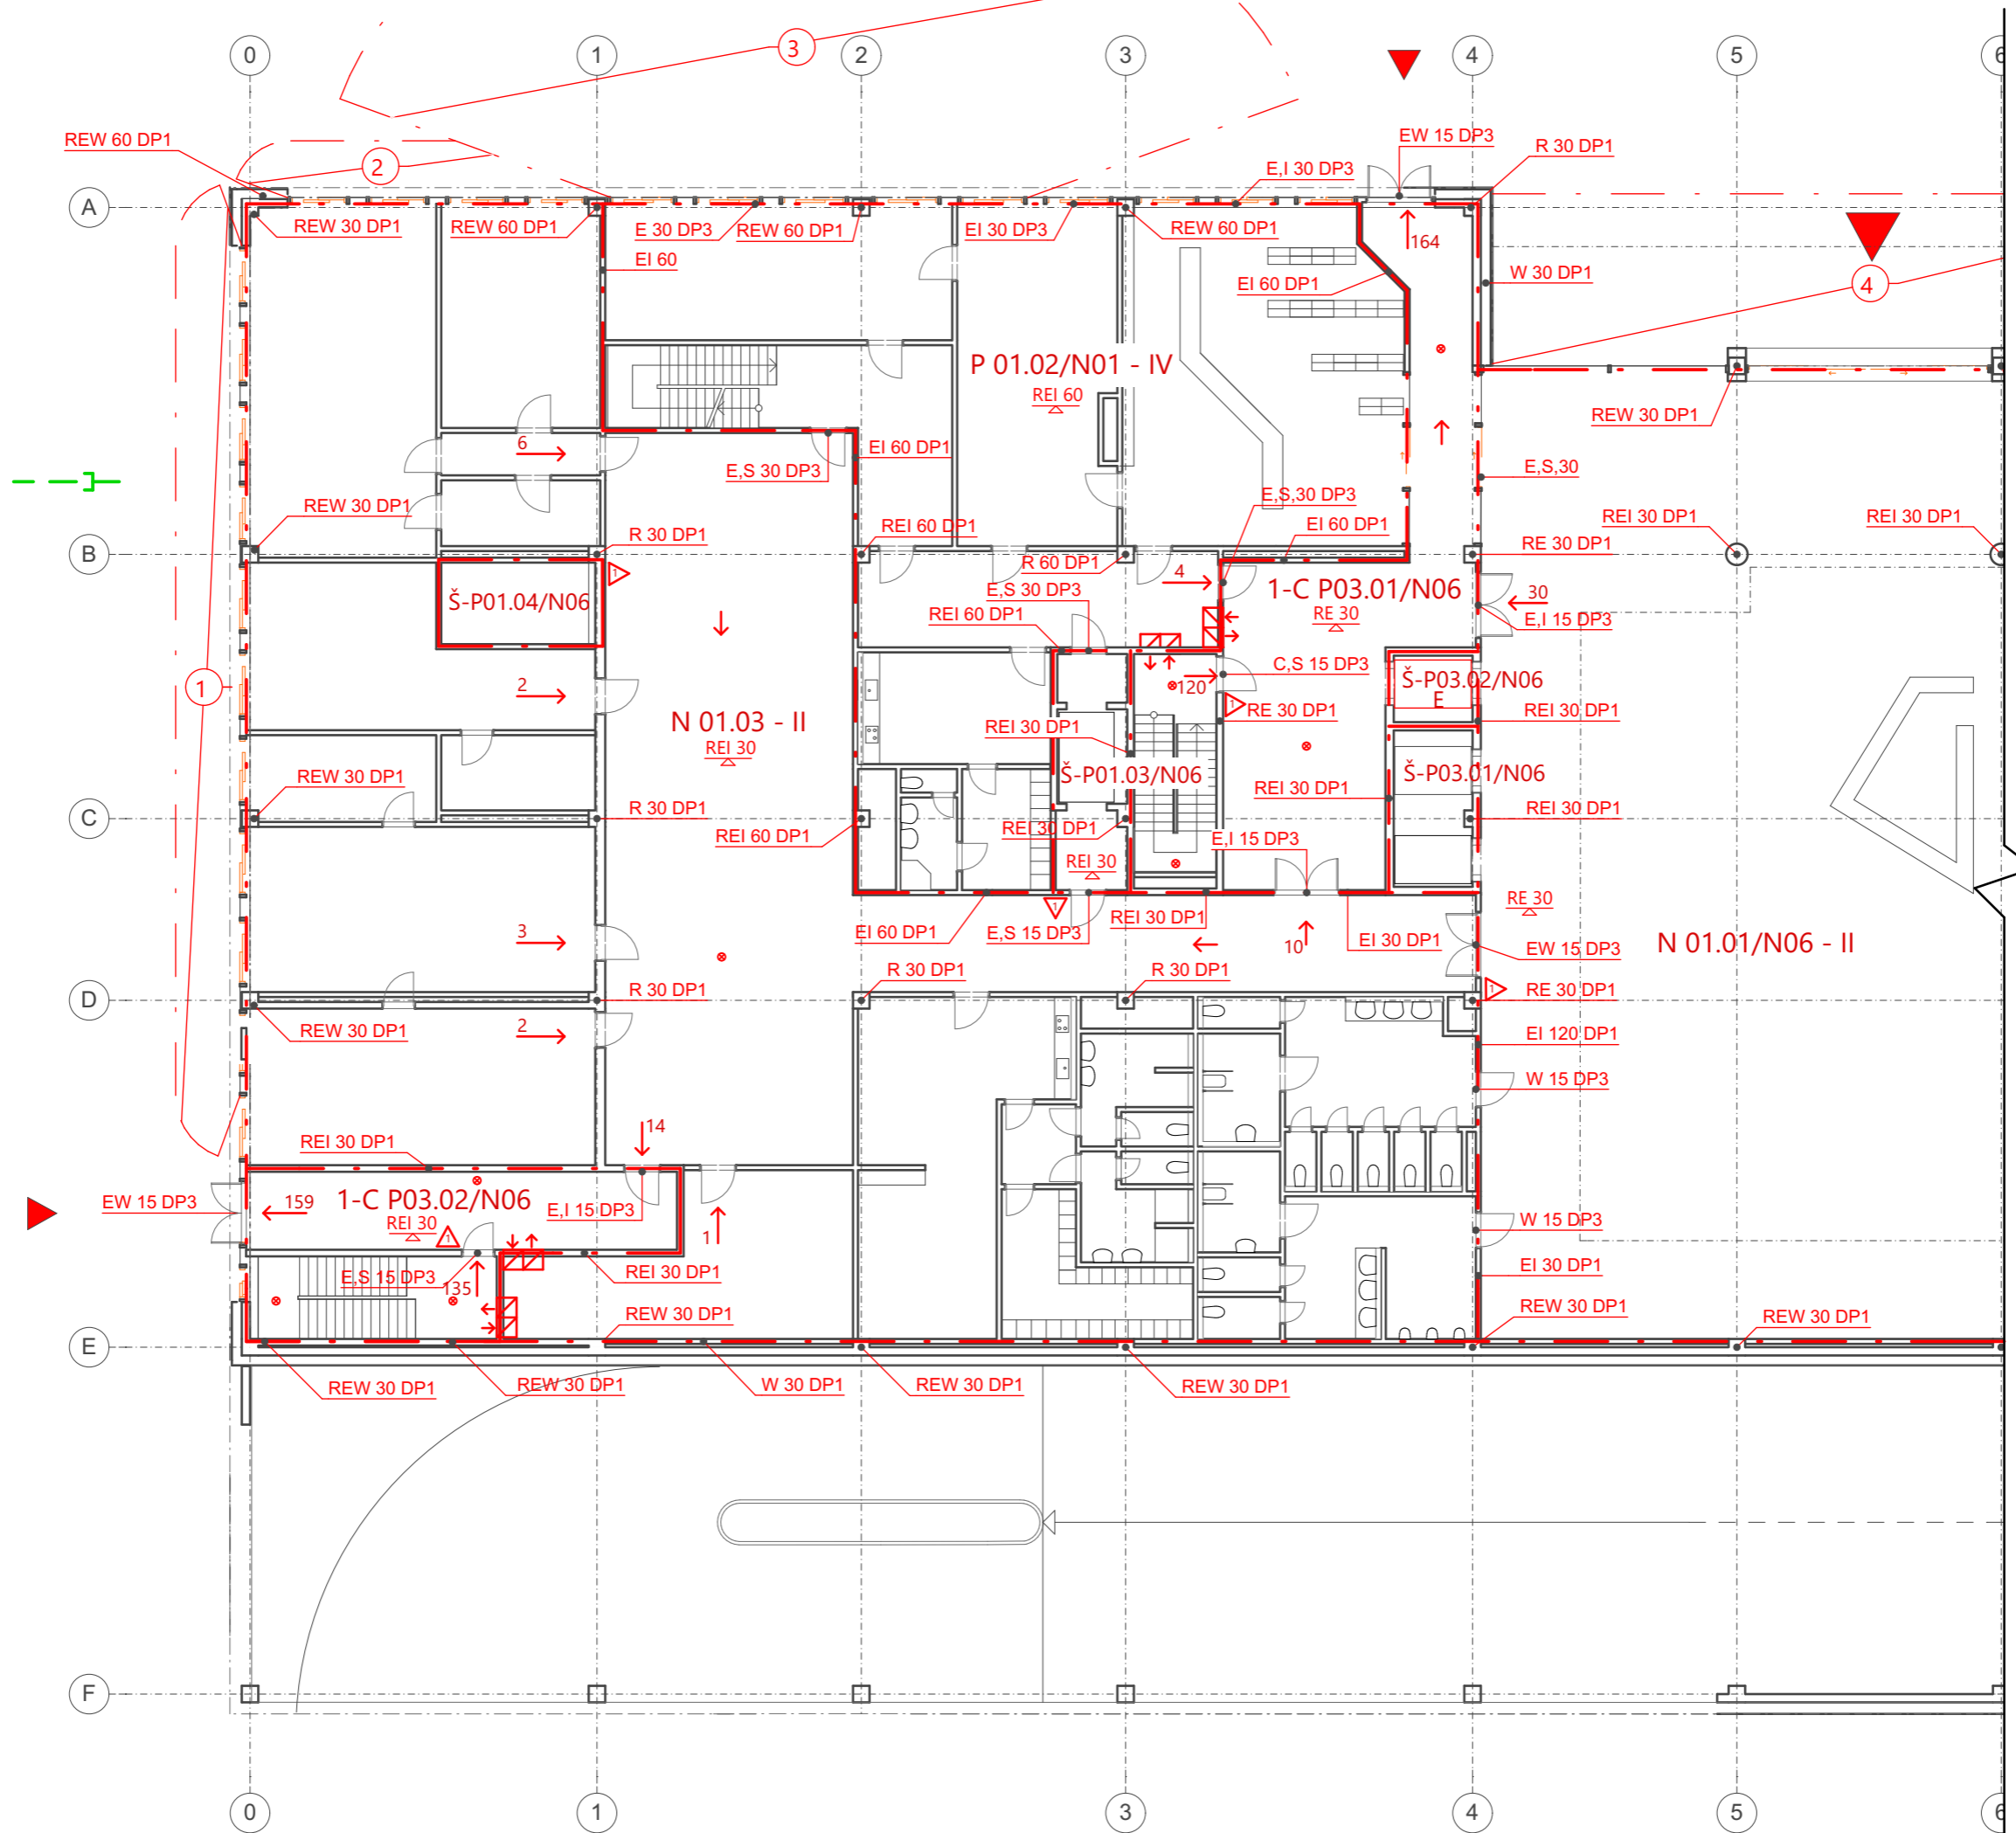 0
1
2
3
4
5
6
3
2
REW 60 DP1
EW 15 DP3
R 30 DP1
E,I 30 DP3
A
REW 30 DP1
REW 60 DP1
E 30 DP3
REW 60 DP1
EI 30 DP3
REW 60 DP1
164
EI 60
EI 60 DP1
W 30 DP1
4
P 01.02/N01 - IV
REI 60
REW 30 DP1
6
EI 60 DP1
E,S 30 DP3
E,S,30
REW 30 DP1
E,S,30 DP3
R 30 DP1
REI 60 DP1
EI 60 DP1
REI 30 DP1
REI 30 DP1
B
R 60 DP1
RE 30 DP1
1
4
E,S 30 DP3
1-C P03.01/N06
30
Š-P01.04/N06
REI 60 DP1
RE 30
E,I 15 DP3
1
2
120
C,S 15 DP3
Š-P03.02/N06
E
1
N 01.03 - II
REI 30
REI 30 DP1
RE 30 DP1
REI 30 DP1
REW 30 DP1
Š-P01.03/N06
Š-P03.01/N06
REI 30 DP1
C
R 30 DP1
REI 60 DP1
REI 30 DP1
E,I 15 DP3
REI 30 DP1
REI 30
RE 30
1
3
EI 60 DP1
E,S 15 DP3
REI 30 DP1
10
EI 30 DP1
EW 15 DP3
N 01.01/N06 - II
D
R 30 DP1
R 30 DP1
R 30 DP1
1
RE 30 DP1
REW 30 DP1
2
EI 120 DP1
W 15 DP3
REI 30 DP1
14
EW 15 DP3
159
1-C P03.02/N06
REI 30
1
E,I 15 DP3
1
W 15 DP3
E,S 15 DP3
135
REI 30 DP1
EI 30 DP1
REW 30 DP1
REW 30 DP1
REW 30 DP1
E
REW 30 DP1
REW 30 DP1
W 30 DP1
REW 30 DP1
REW 30 DP1
F
0
1
3
4
5
6